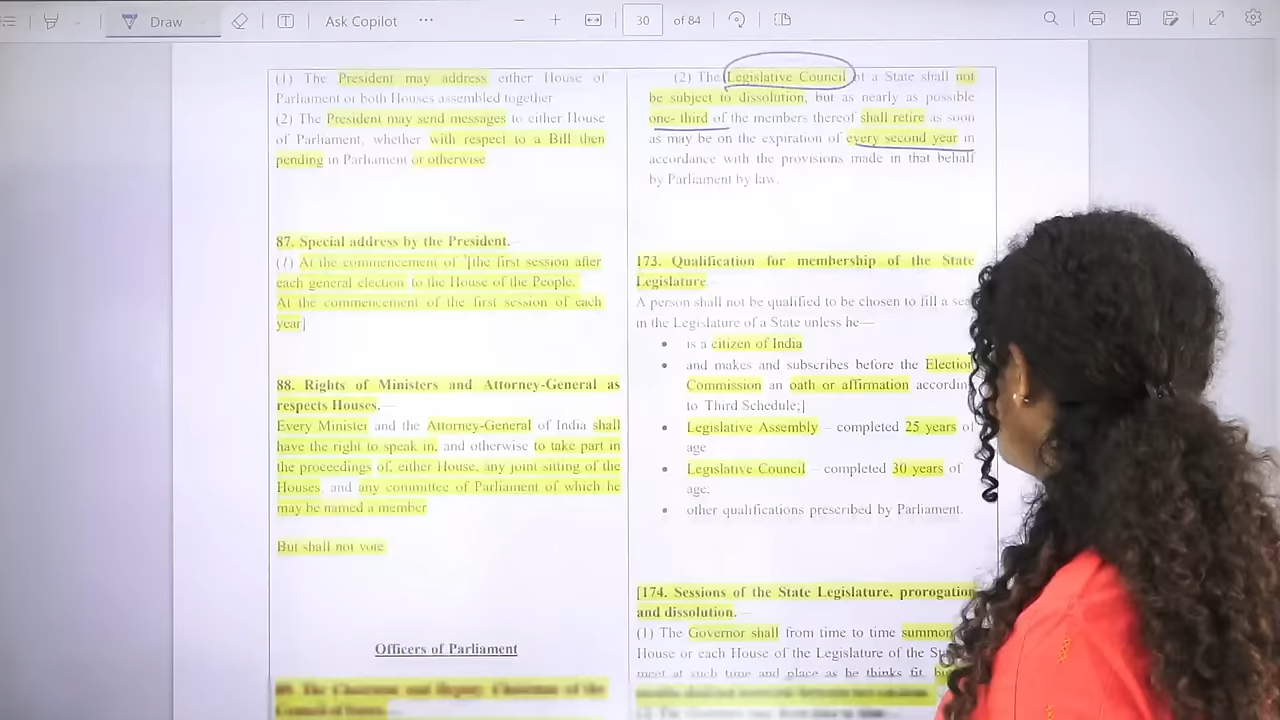 Draw
Ask Copilot
30 of 84
(1) The President may address either House of
Parliament or both Houses assembled together
(2) The President may send messages to either House
of Parliament, whether with respect to a Bill then
pending in Parliament or otherwise
87. Special address by the President.—
(1) At the commencement of [the first session after
each general election to the House of the People.
At the commencement of the first session of each
year]
88. Rights of Ministers and Attorney-General as
respects Houses.—
Every Minister and the Attorney-General of India shall
have the right to speak in, and otherwise to take part in
the proceedings of, either House, any joint sitting of the
Houses, and any committee of Parliament of which he
may be named a member
But shall not vote
Officers of Parliament
89. The Chairman and Deputy Chairman of the
Council of States.—
(2) The Legislative Council of a State shall not
be subject to dissolution, but as nearly as possible
one- third of the members thereof shall retire as soon
as may be on the expiration of every second year in
accordance with the provisions made in that behalf
by Parliament by law.
173. Qualification for membership of the State
Legislature.—
A person shall not be qualified to be chosen to fill a
in the Legislature of a State unless he—
• is a citizen of India
• and makes and subscribes before the Election
Commission an oath or affirmation according
to Third Schedule;]
• Legislative Assembly – completed 25 years of
age
• Legislative Council – completed 30 years of
age;
• other qualifications prescribed by Parliament.
[174. Sessions of the State Legislature, prorogation
and dissolution.—
(1) The Governor shall from time to time summon
House or each House of the Legislature of the
meet at such time and place as he thinks fit,